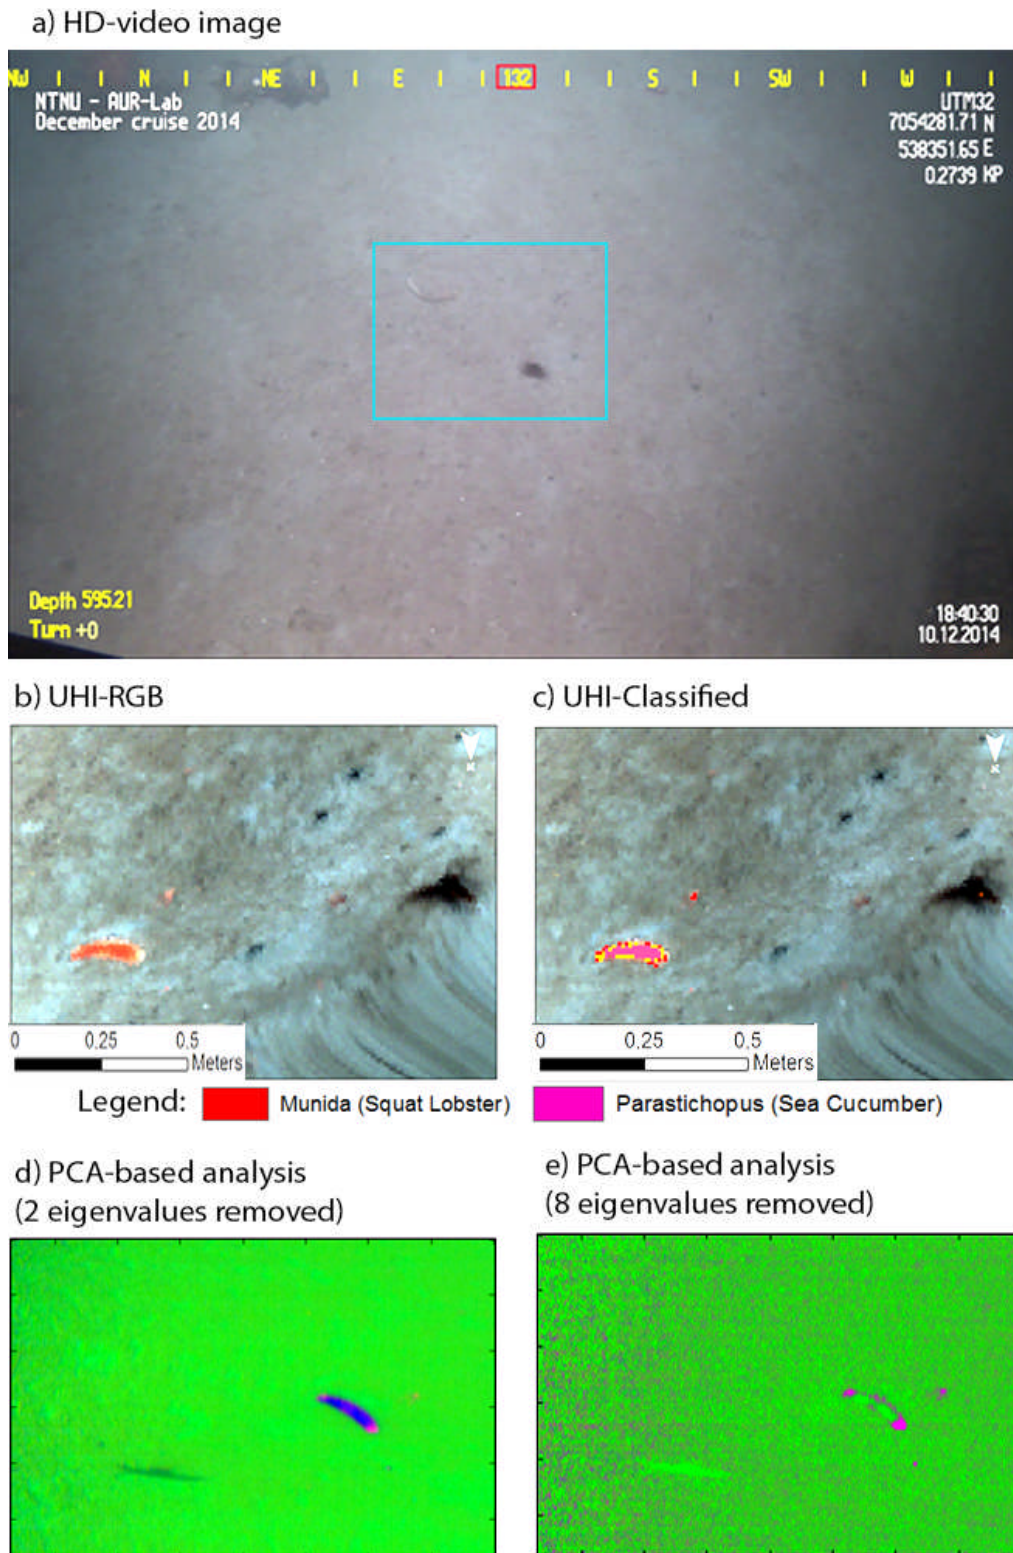 a) HD-video image
NW N NE E 132 S SW W
NTNU - AUR-Lab
December cruise 2014
UTM32
7054281.71 N
538351.65 E
0.2739 KP
Depth 595.21
Turn +0
18:40:30
10.12.2014
b) UHI-RGB
c) UHI-Classified
0 0.25 0.5
Meters
0 0.25 0.5
Meters
Legend: Munida (Squat Lobster) Parastichopus (Sea Cucumber)
d) PCA-based analysis
(2 eigenvalues removed)
e) PCA-based analysis
(8 eigenvalues removed)